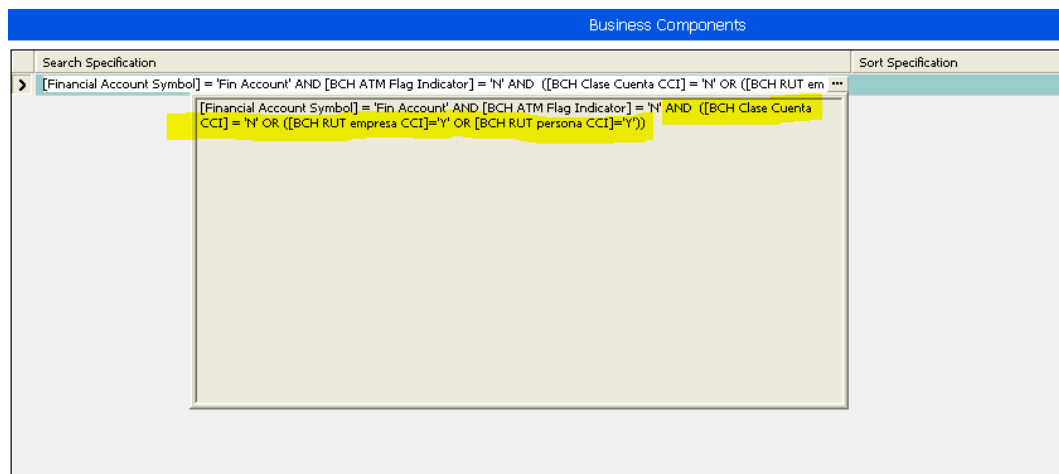 Business Components
Search Specification Sort Specification
[Financial Account Symbol] = 'Fin Account' AND [BCH ATM Flag Indicator] = 'N' AND  ([BCH Clase Cuenta CCI] = 'N' OR ([BCH RUT em ...
[Financial Account Symbol] = 'Fin Account' AND [BCH ATM Flag Indicator] = 'N' AND  ([BCH Clase Cuenta
CCI] = 'N' OR ([BCH RUT empresa CCI]='Y' OR [BCH RUT persona CCI]='Y'))